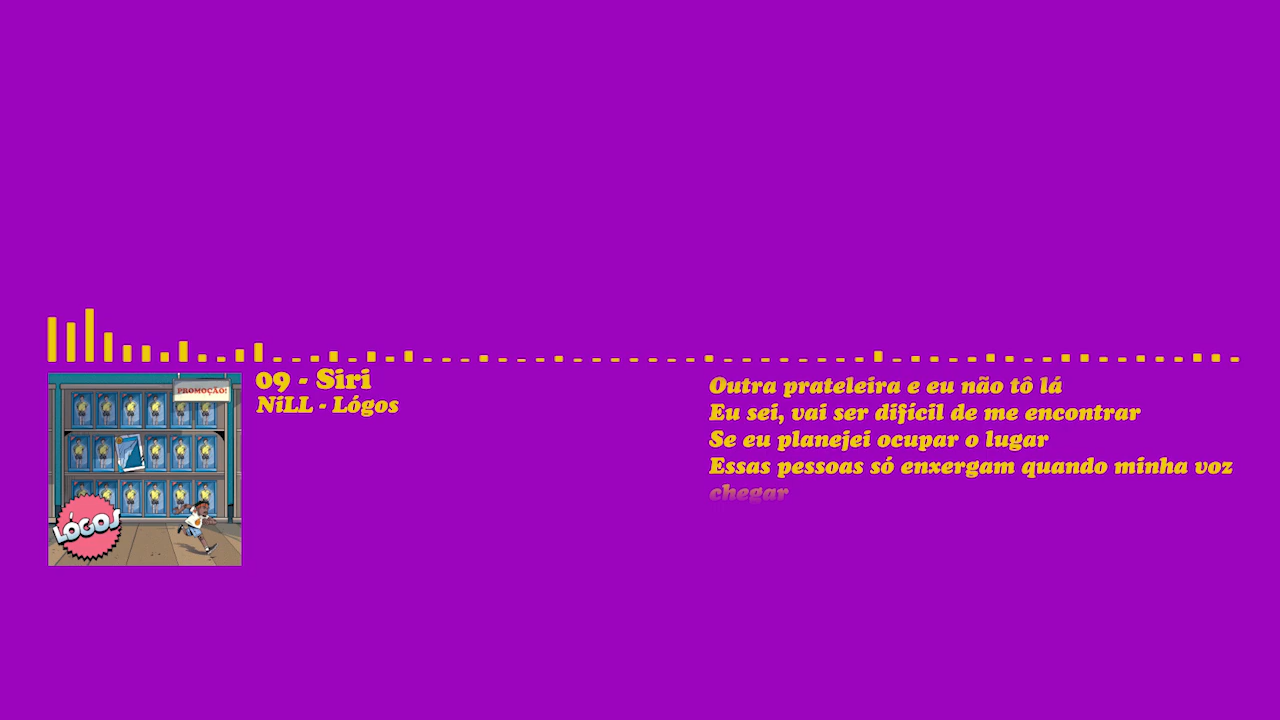 09 - Siri
NiLL - Lógos
PROMOÇÃO!
LÓGOS
Outra prateleira e eu não tô lá
Eu sei, vai ser difícil de me encontrar
Se eu planejei ocupar o lugar
Essas pessoas só enxergam quando minha voz
chegar